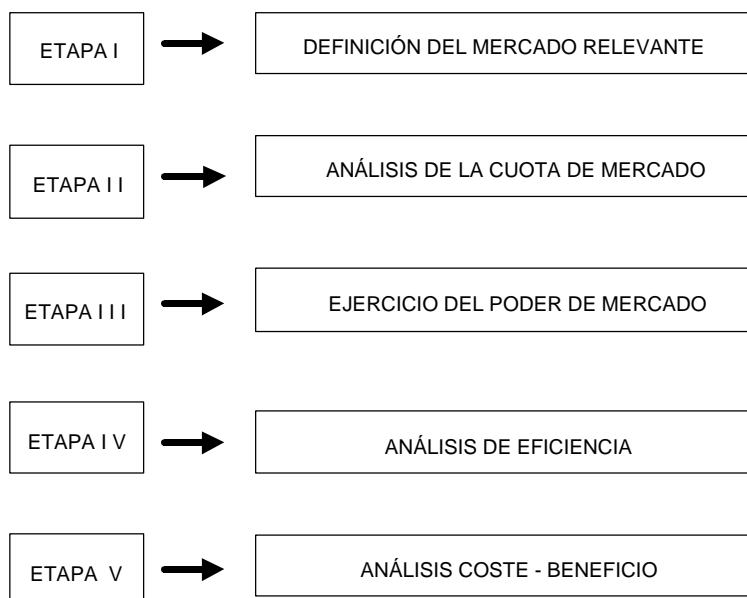 ETAPA I
DEFINICIÓN DEL MERCADO RELEVANTE
ETAPA I I
ANÁLISIS DE LA CUOTA DE MERCADO
ETAPA I I I
EJERCICIO DEL PODER DE MERCADO
ETAPA I V
ANÁLISIS DE EFICIENCIA
ETAPA V
ANÁLISIS COSTE - BENEFICIO